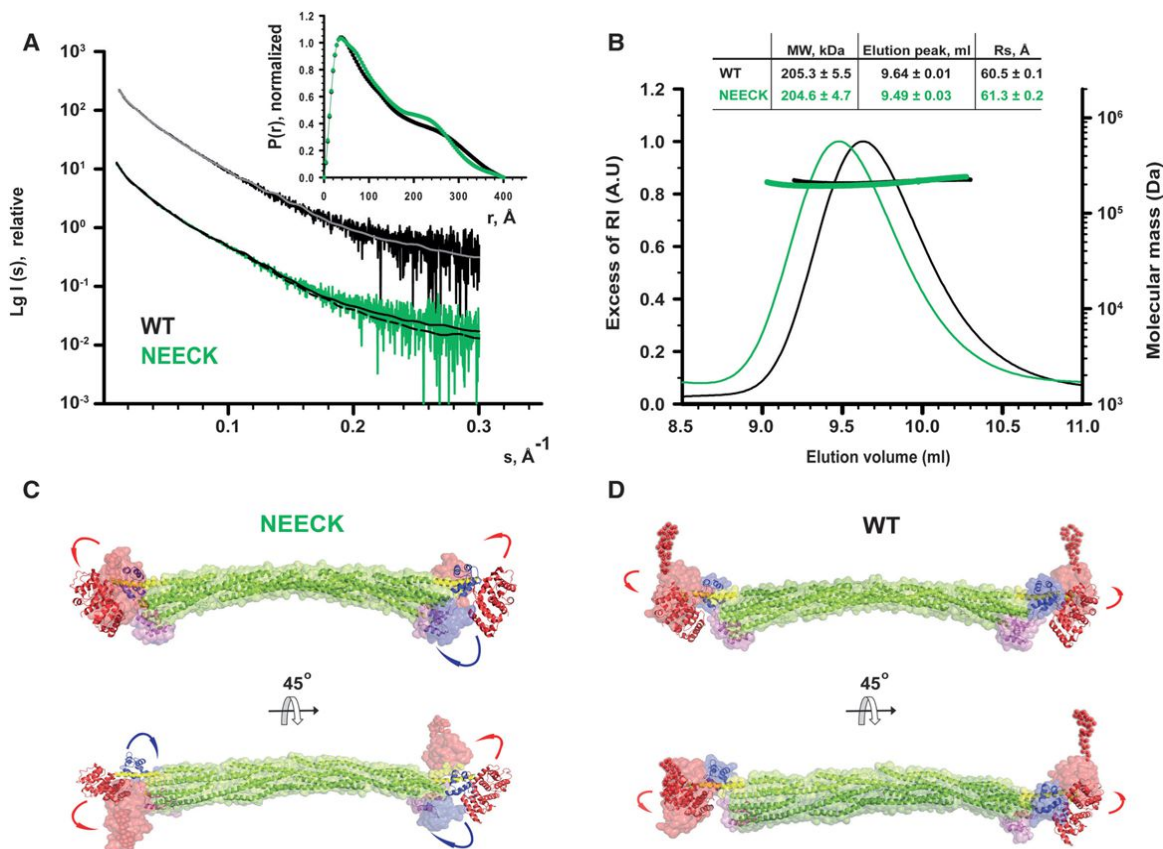 A
Lg I (s), relative
10³
10²
10¹
10⁰
10⁻¹
10⁻²
10⁻³
0.1
0.2
0.3
s, Å⁻¹
WT
NEECK
P(r), normalized
1.2
1.0
0.8
0.6
0.4
0.2
0.0
0
100
200
300
400
r, Å
B
MW, kDa Elution peak, ml Rs, Å
WT 205.3 ± 5.5 9.64 ± 0.01 60.5 ± 0.1
NEECK 204.6 ± 4.7 9.49 ± 0.03 61.3 ± 0.2
Excess of RI (A.U)
1.2
1.0
0.8
0.6
0.4
0.2
0.0
8.5
9.0
9.5
10.0
10.5
11.0
Elution volume (ml)
10⁶
10⁵
10⁴
10³
Molecular mass (Da)
C
NEECK
45°
D
WT
45°